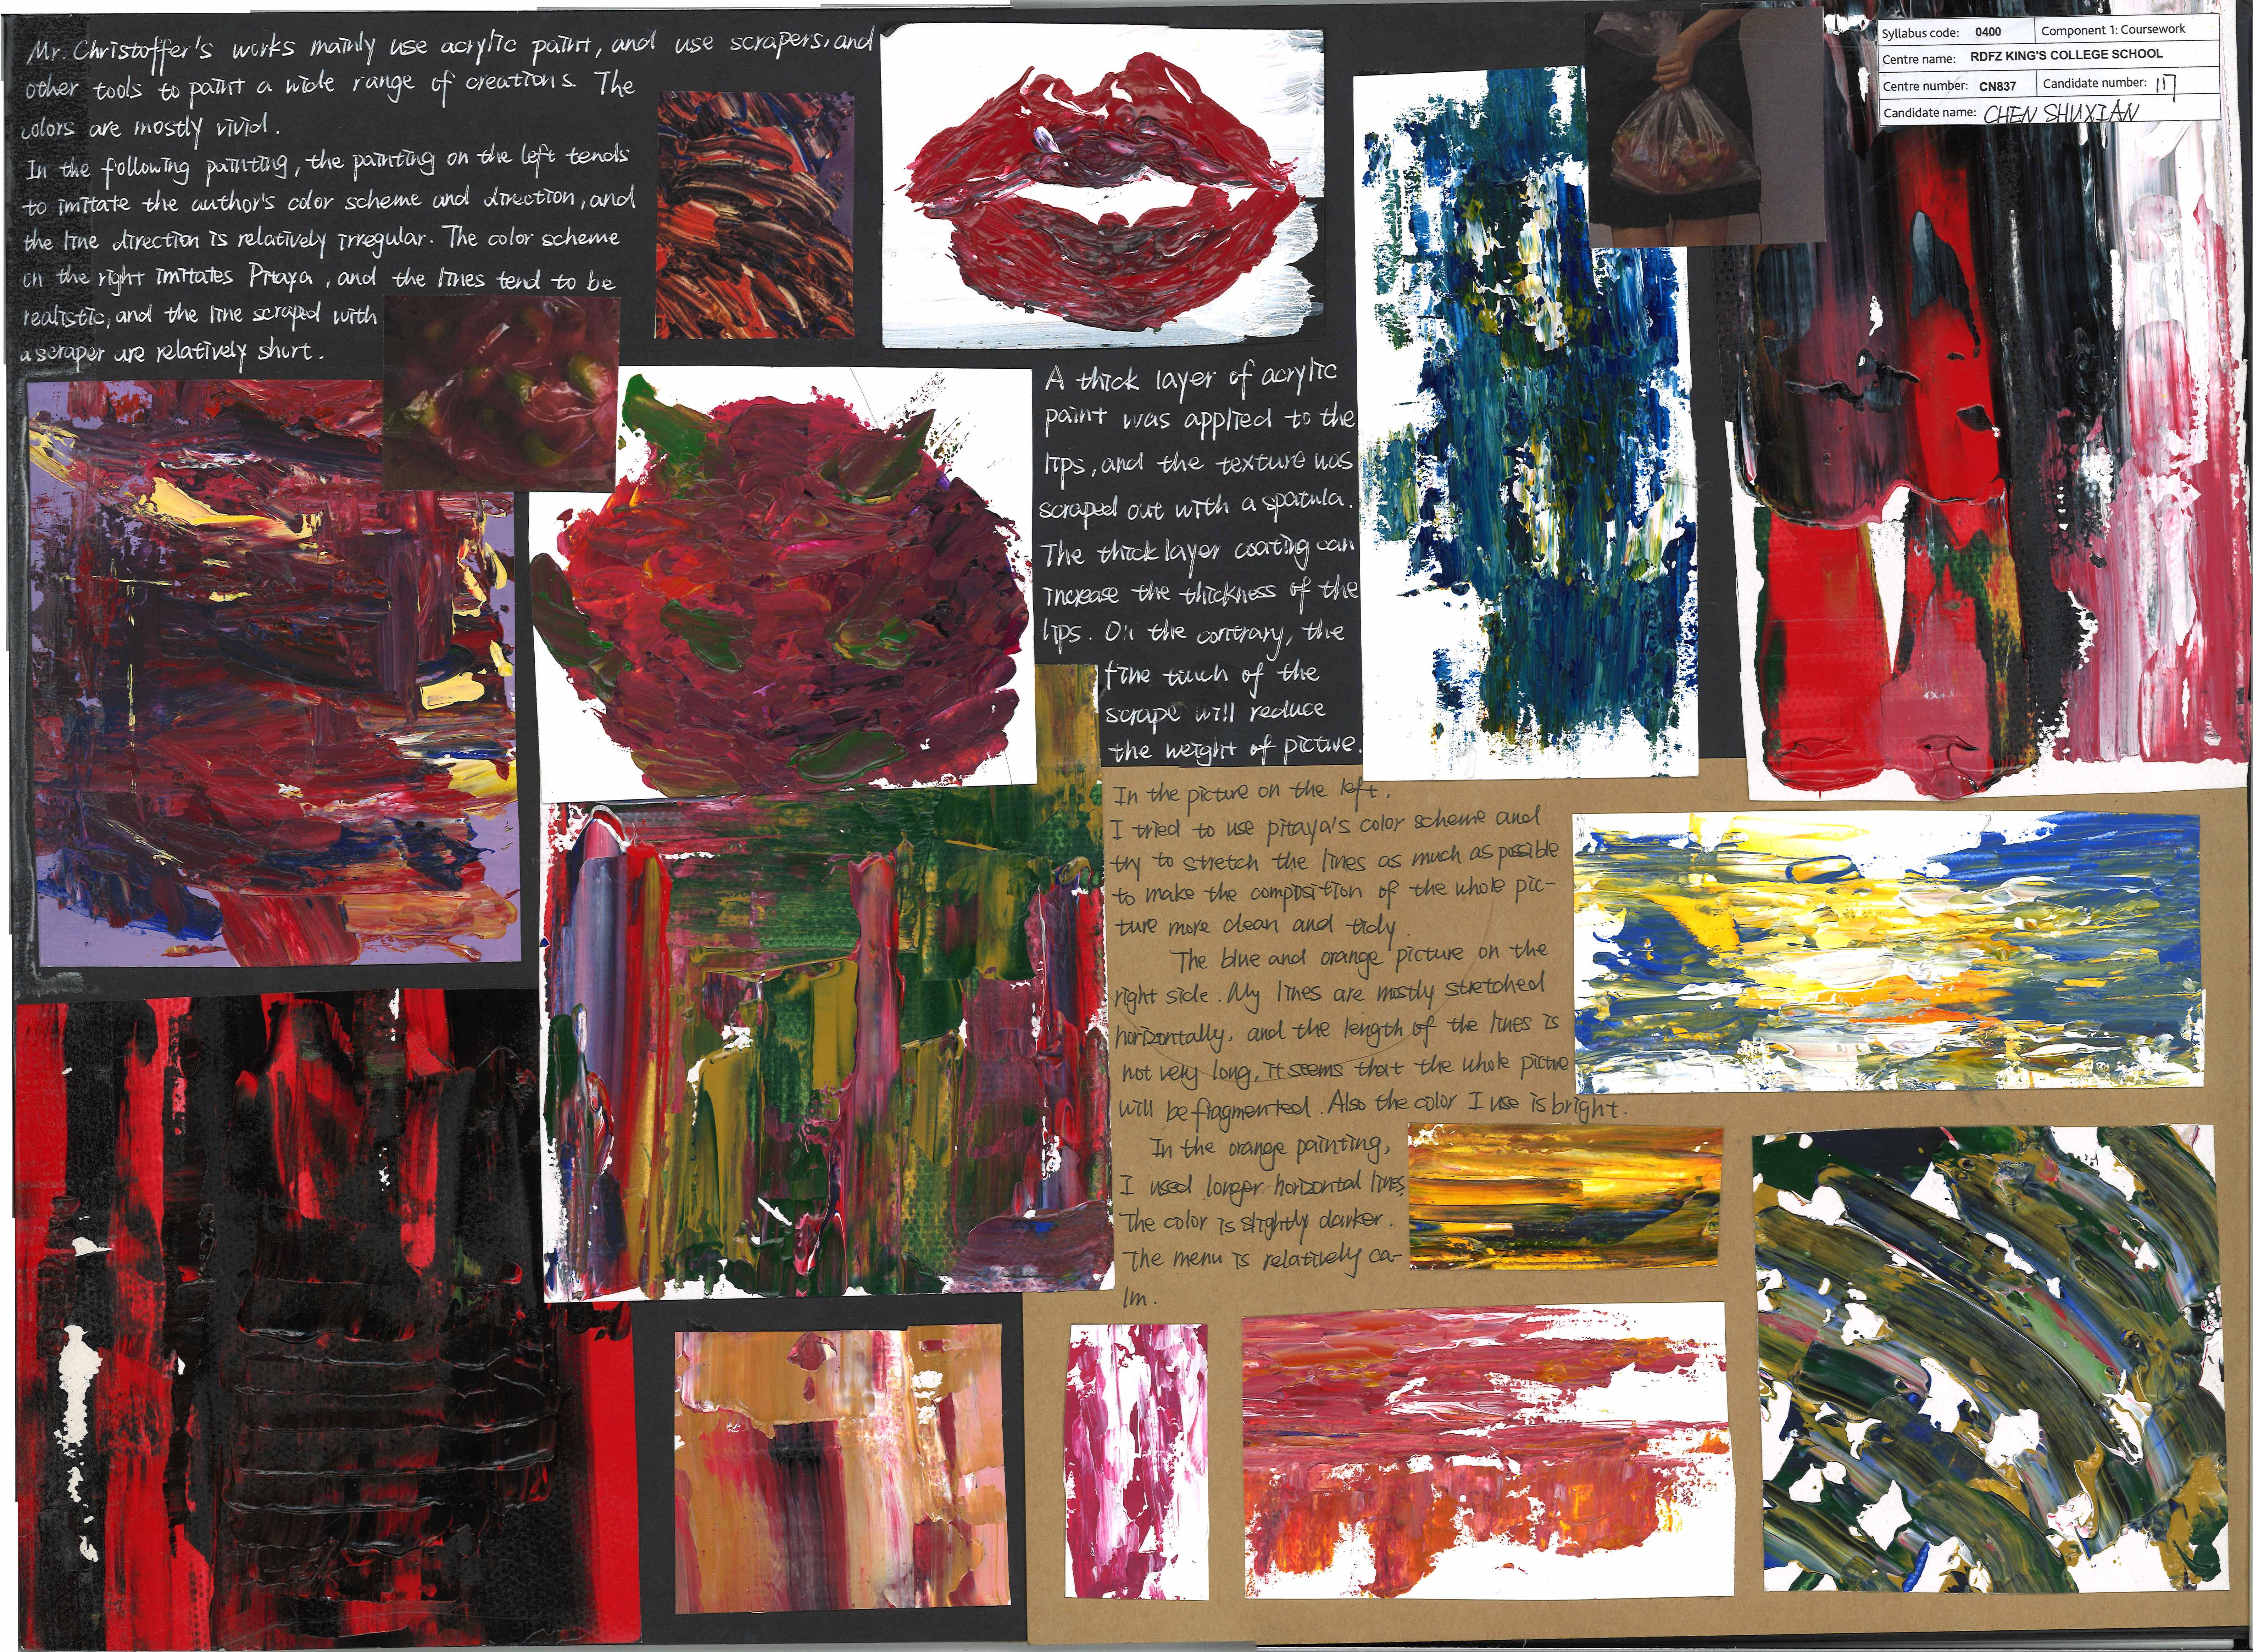 Mr. Christoffer's works mainly use acrylic paint, and use scrapers, and
other tools to paint a wide range of creations. The
colors are mostly vivid.
In the following painting, the painting on the left tends
to imitate the author's color scheme and direction, and
the line direction is relatively irregular. The color scheme
on the right imitates Pitaya, and the lines tend to be
realistic, and the line scraped with
a scraper are relatively short.
Syllabus code: 0400 Component 1: Coursework
Centre name: RDFZ KING'S COLLEGE SCHOOL
Centre number: CN837 Candidate number: 117
Candidate name: CHEN SHUXIAN
A thick layer of acrylic
paint was applied to the
lips, and the texture was
scraped out with a spatula.
The thick layer coating can
increase the thickness of the
lips. On the contrary, the
fine touch of the
scrape will reduce
the weight of picture.
In the picture on the left,
I tried to use pitaya's color scheme and
try to stretch the lines as much as possible
to make the composition of the whole pic-
ture more clean and tidy.
The blue and orange picture on the
right side. My lines are mostly stretched
horizontally, and the length of the lines is
not very long, it seems that the whole picture
will be fragmented. Also the color I use is bright.
In the orange painting,
I used longer horizontal lines.
The color is slightly darker.
The menu is relatively ca-
lm.